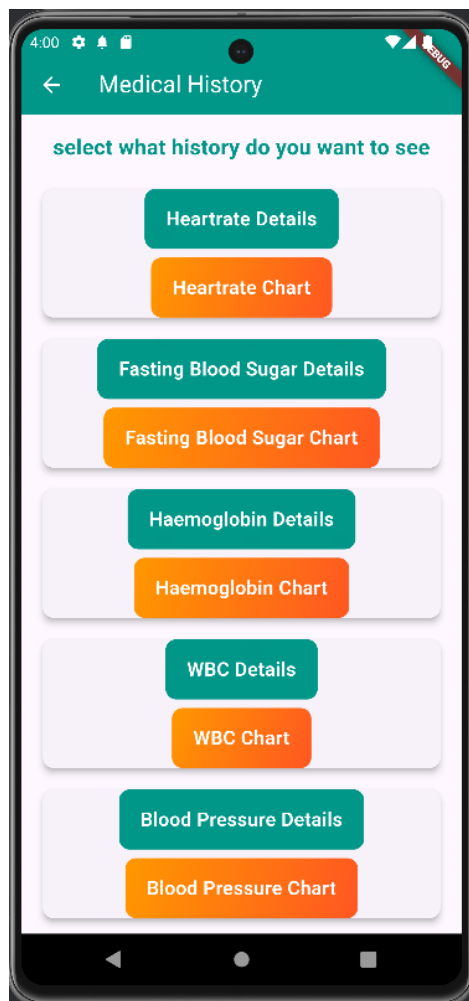 4:00
DEBUG
Medical History
select what history do you want to see
Heartrate Details
Heartrate Chart
Fasting Blood Sugar Details
Fasting Blood Sugar Chart
Haemoglobin Details
Haemoglobin Chart
WBC Details
WBC Chart
Blood Pressure Details
Blood Pressure Chart